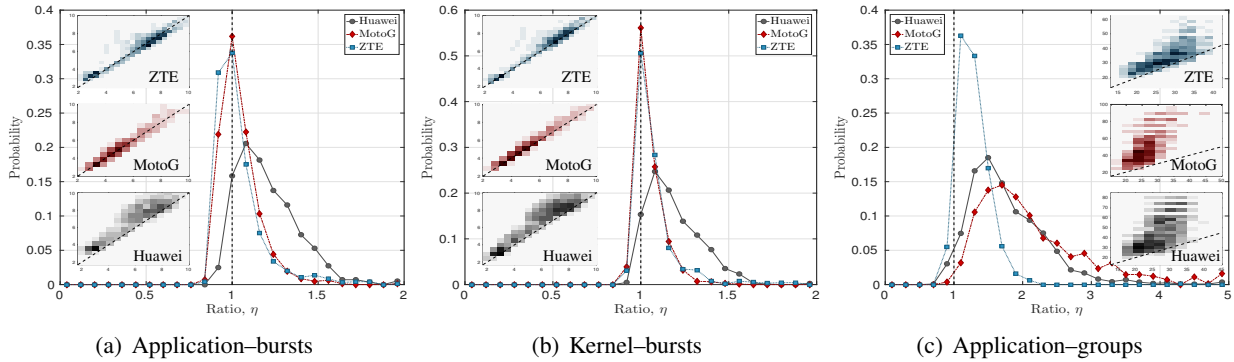 0.4
0.35
0.3
0.25
0.2
0.15
0.1
0.05
0
Probability
0 0.5 1 1.5 2
Ratio, η
Huawei
MotoG
ZTE
ZTE
MotoG
Huawei
(a) Application–bursts
0.6
0.5
0.4
0.3
0.2
0.1
0
Probability
0 0.5 1 1.5 2
Ratio, η
Huawei
MotoG
ZTE
ZTE
MotoG
Huawei
(b) Kernel–bursts
0.4
0.35
0.3
0.25
0.2
0.15
0.1
0.05
0
Probability
0 1 2 3 4 5
Ratio, η
Huawei
MotoG
ZTE
ZTE
MotoG
Huawei
(c) Application–groups